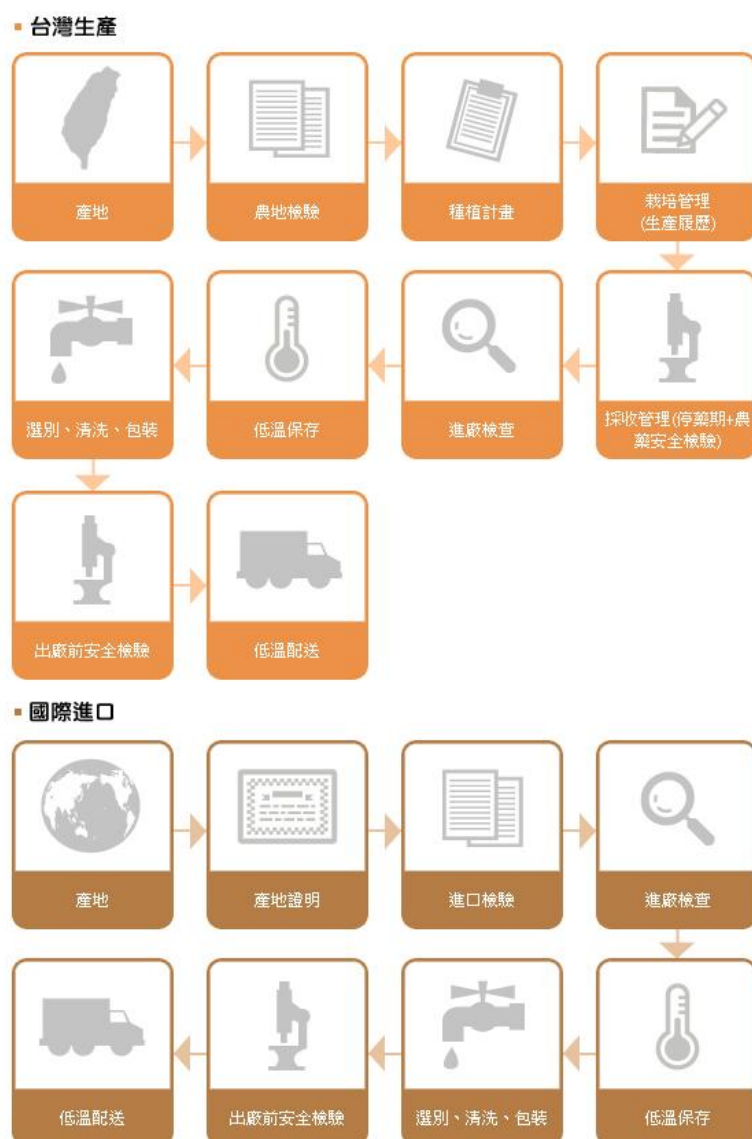 台灣生產
產地
農地檢驗
種植計畫
栽培管理
(生產履歷)
採收管理(停藥期+農
藥安全檢驗)
進廠檢查
低溫保存
選別、清洗、包裝
出廠前安全檢驗
低溫配送
國際進口
產地
產地證明
進口檢驗
進廠檢查
低溫保存
選別、清洗、包裝
出廠前安全檢驗
低溫配送